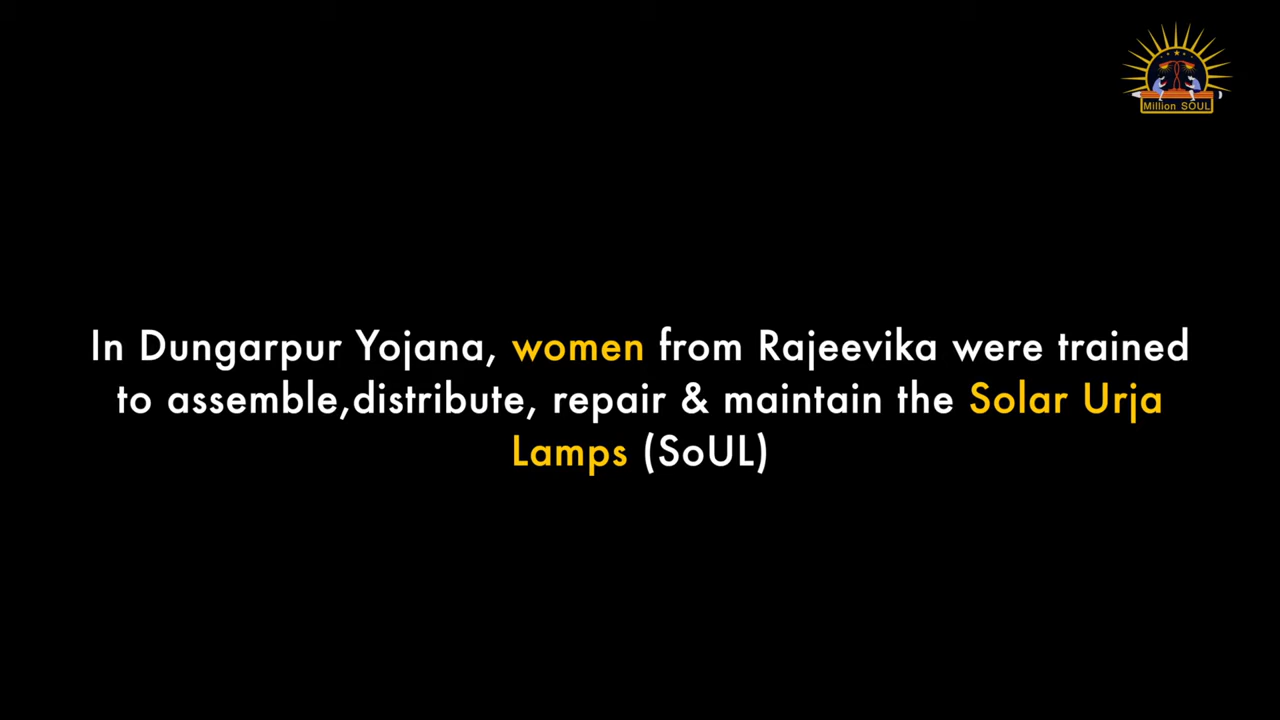 Million SOUL
In Dungarpur Yojana, women from Rajeevika were trained
to assemble,distribute, repair & maintain the Solar Urja
Lamps (SoUL)